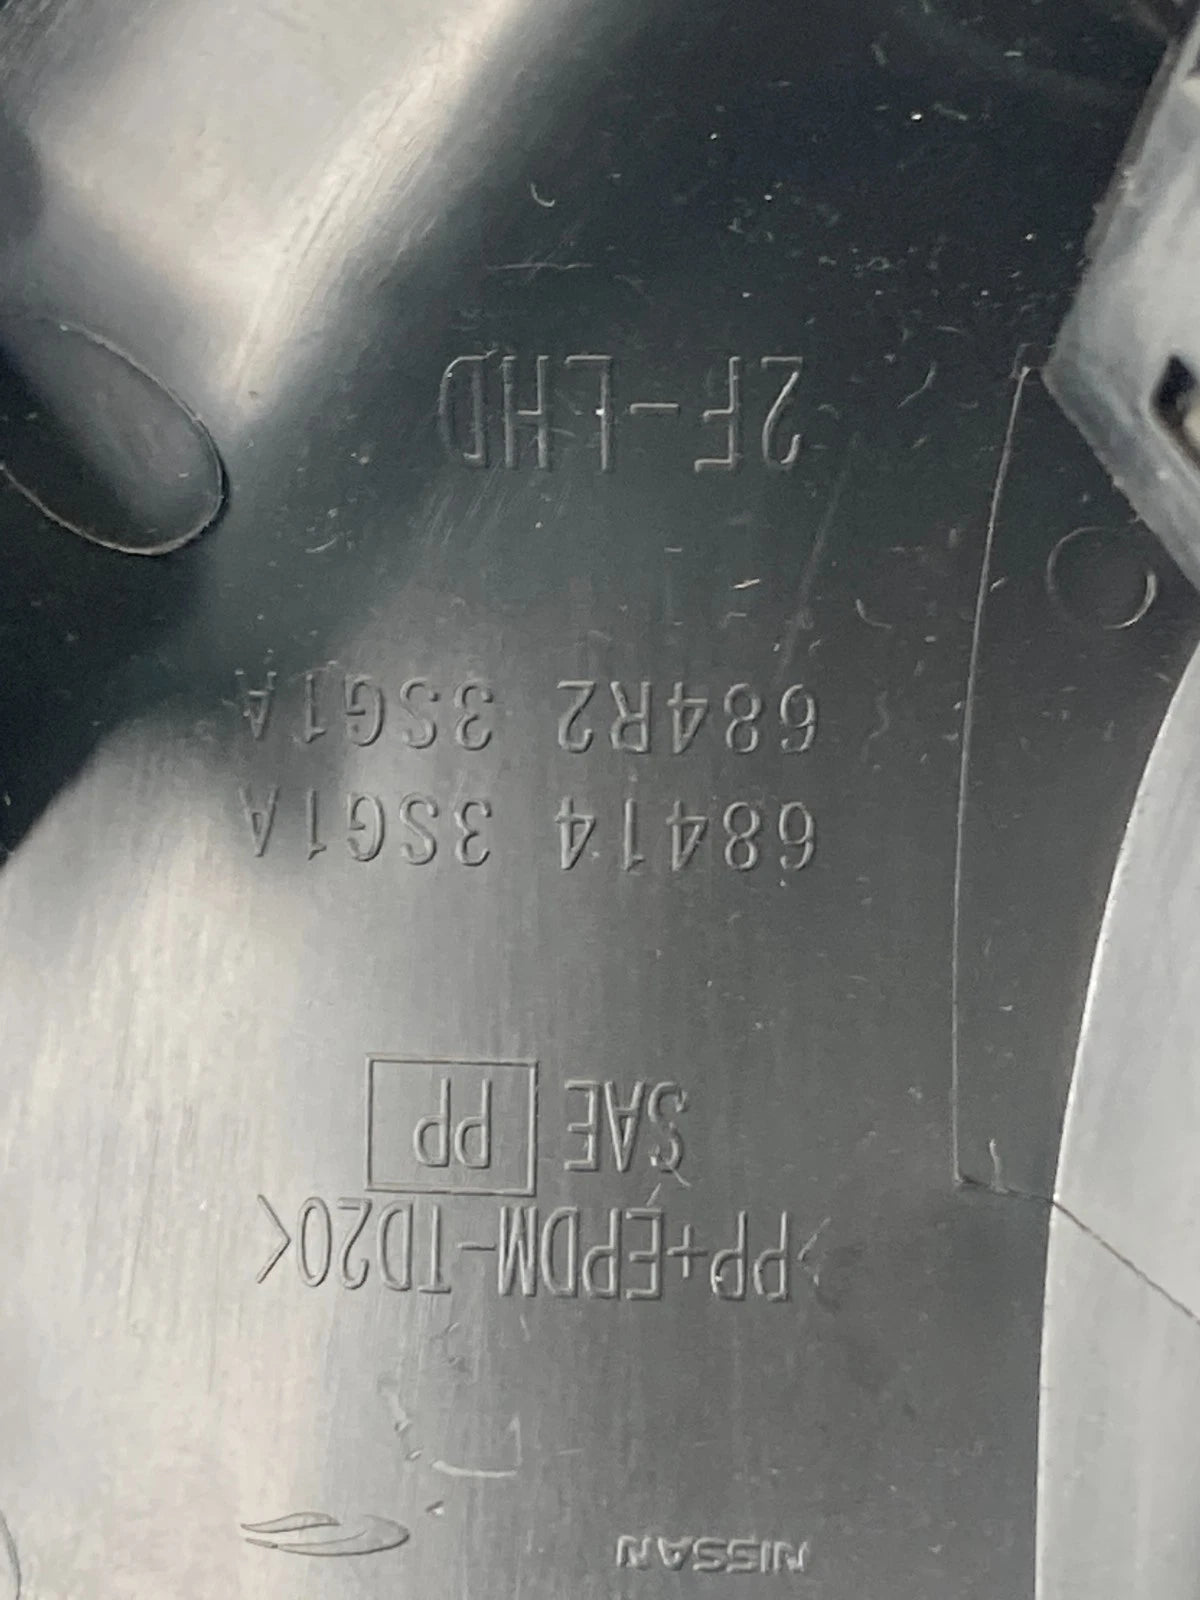 NISSAN
>PP+EPDM-TD20<
SAE PP
68414 3SG1A
684R2 3SG1A
2F-LHD